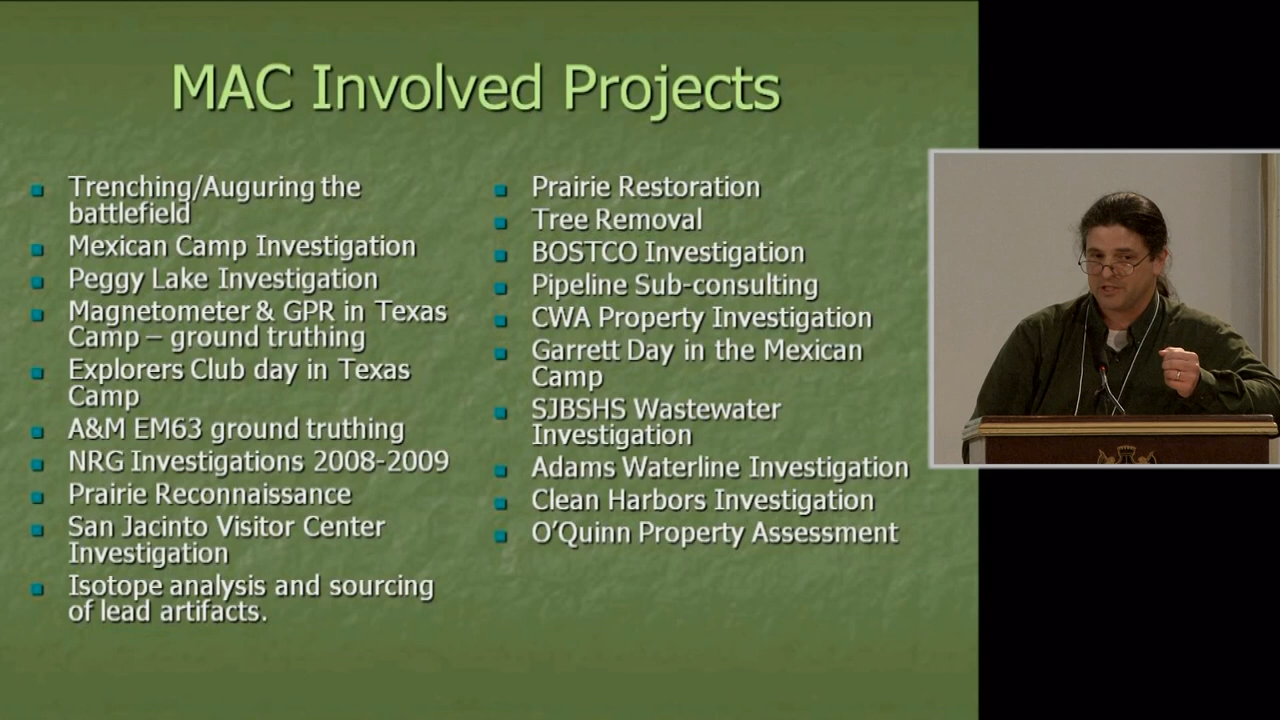 MAC Involved Projects
Trenching/Auguring the
battlefield
Mexican Camp Investigation
Peggy Lake Investigation
Magnetometer & GPR in Texas
Camp – ground truthing
Explorers Club day in Texas
Camp
A&M EM63 ground truthing
NRG Investigations 2008-2009
Prairie Reconnaissance
San Jacinto Visitor Center
Investigation
Isotope analysis and sourcing
of lead artifacts.
Prairie Restoration
Tree Removal
BOSTCO Investigation
Pipeline Sub-consulting
CWA Property Investigation
Garrett Day in the Mexican
Camp
SJBSHS Wastewater
Investigation
Adams Waterline Investigation
Clean Harbors Investigation
O'Quinn Property Assessment